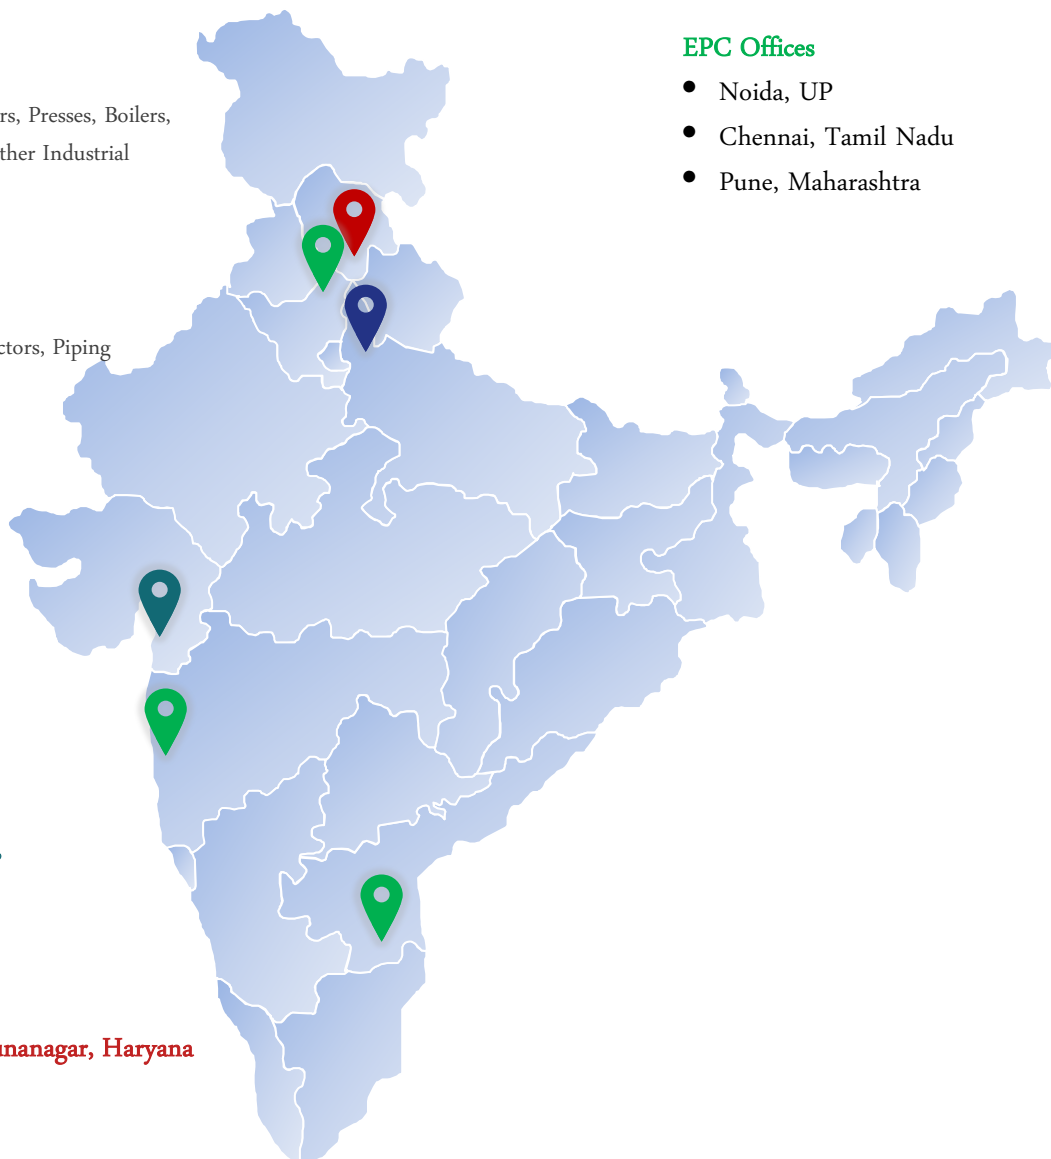 EPC Offices
• Noida, UP
• Chennai, Tamil Nadu
• Pune, Maharashtra
rs, Presses, Boilers,
ther Industrial
ctors, Piping
unanagar, Haryana